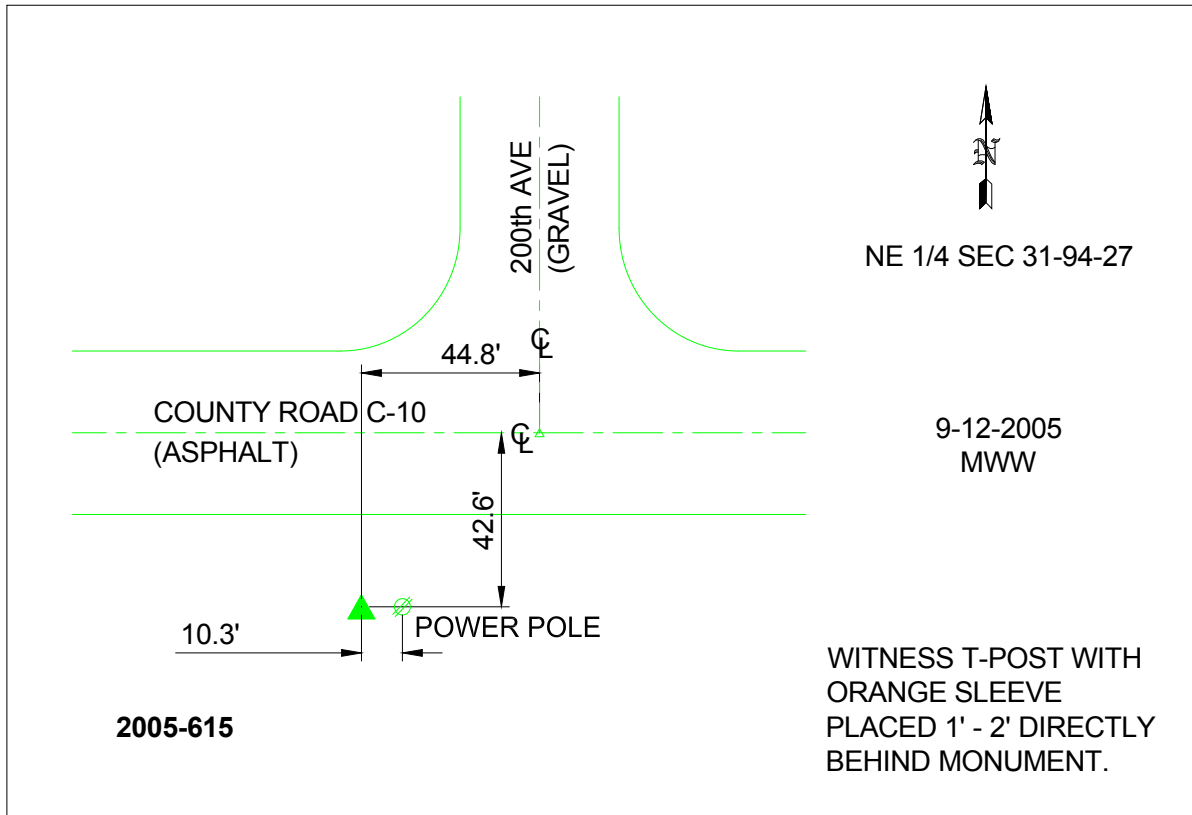 200th AVE
(GRAVEL)
N
NE 1/4 SEC 31-94-27
℄
44.8'
COUNTY ROAD C-10
(ASPHALT)
℄
9-12-2005
MWW
42.6'
10.3'
POWER POLE
WITNESS T-POST WITH
ORANGE SLEEVE
PLACED 1' - 2' DIRECTLY
BEHIND MONUMENT.
2005-615